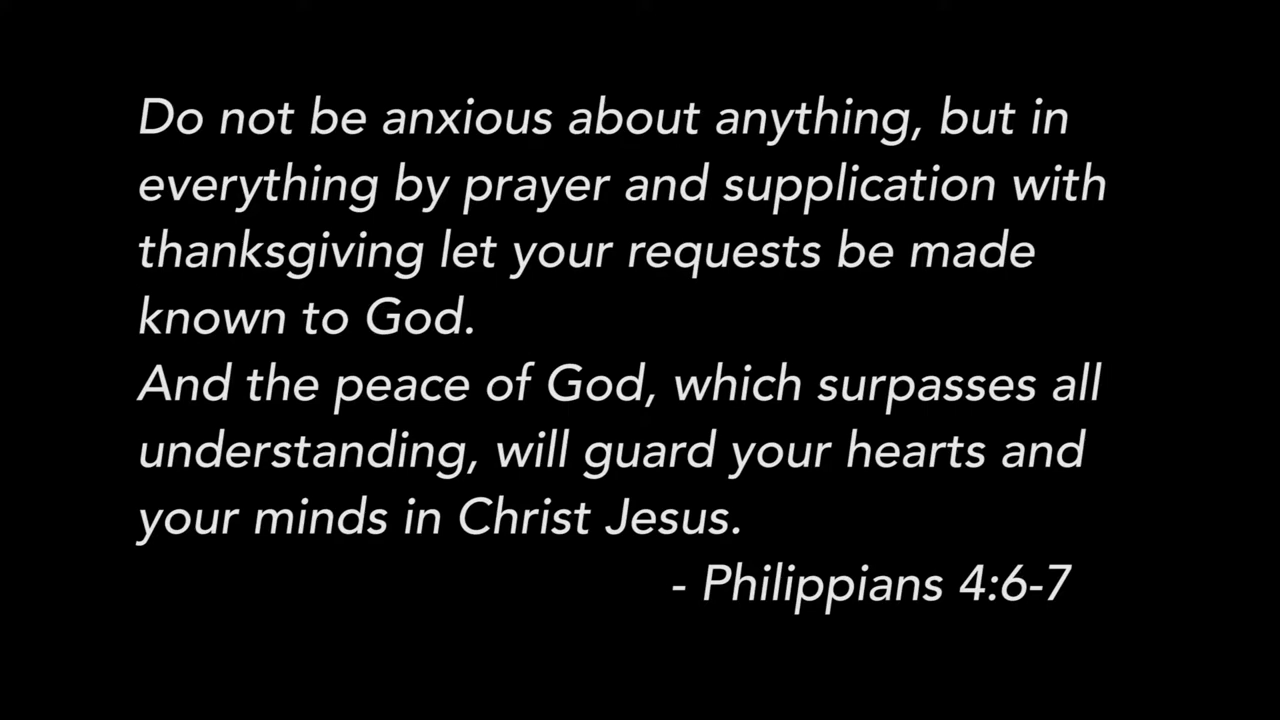 Do not be anxious about anything, but in
everything by prayer and supplication with
thanksgiving let your requests be made
known to God.
And the peace of God, which surpasses all
understanding, will guard your hearts and
your minds in Christ Jesus.
- Philippians 4:6-7